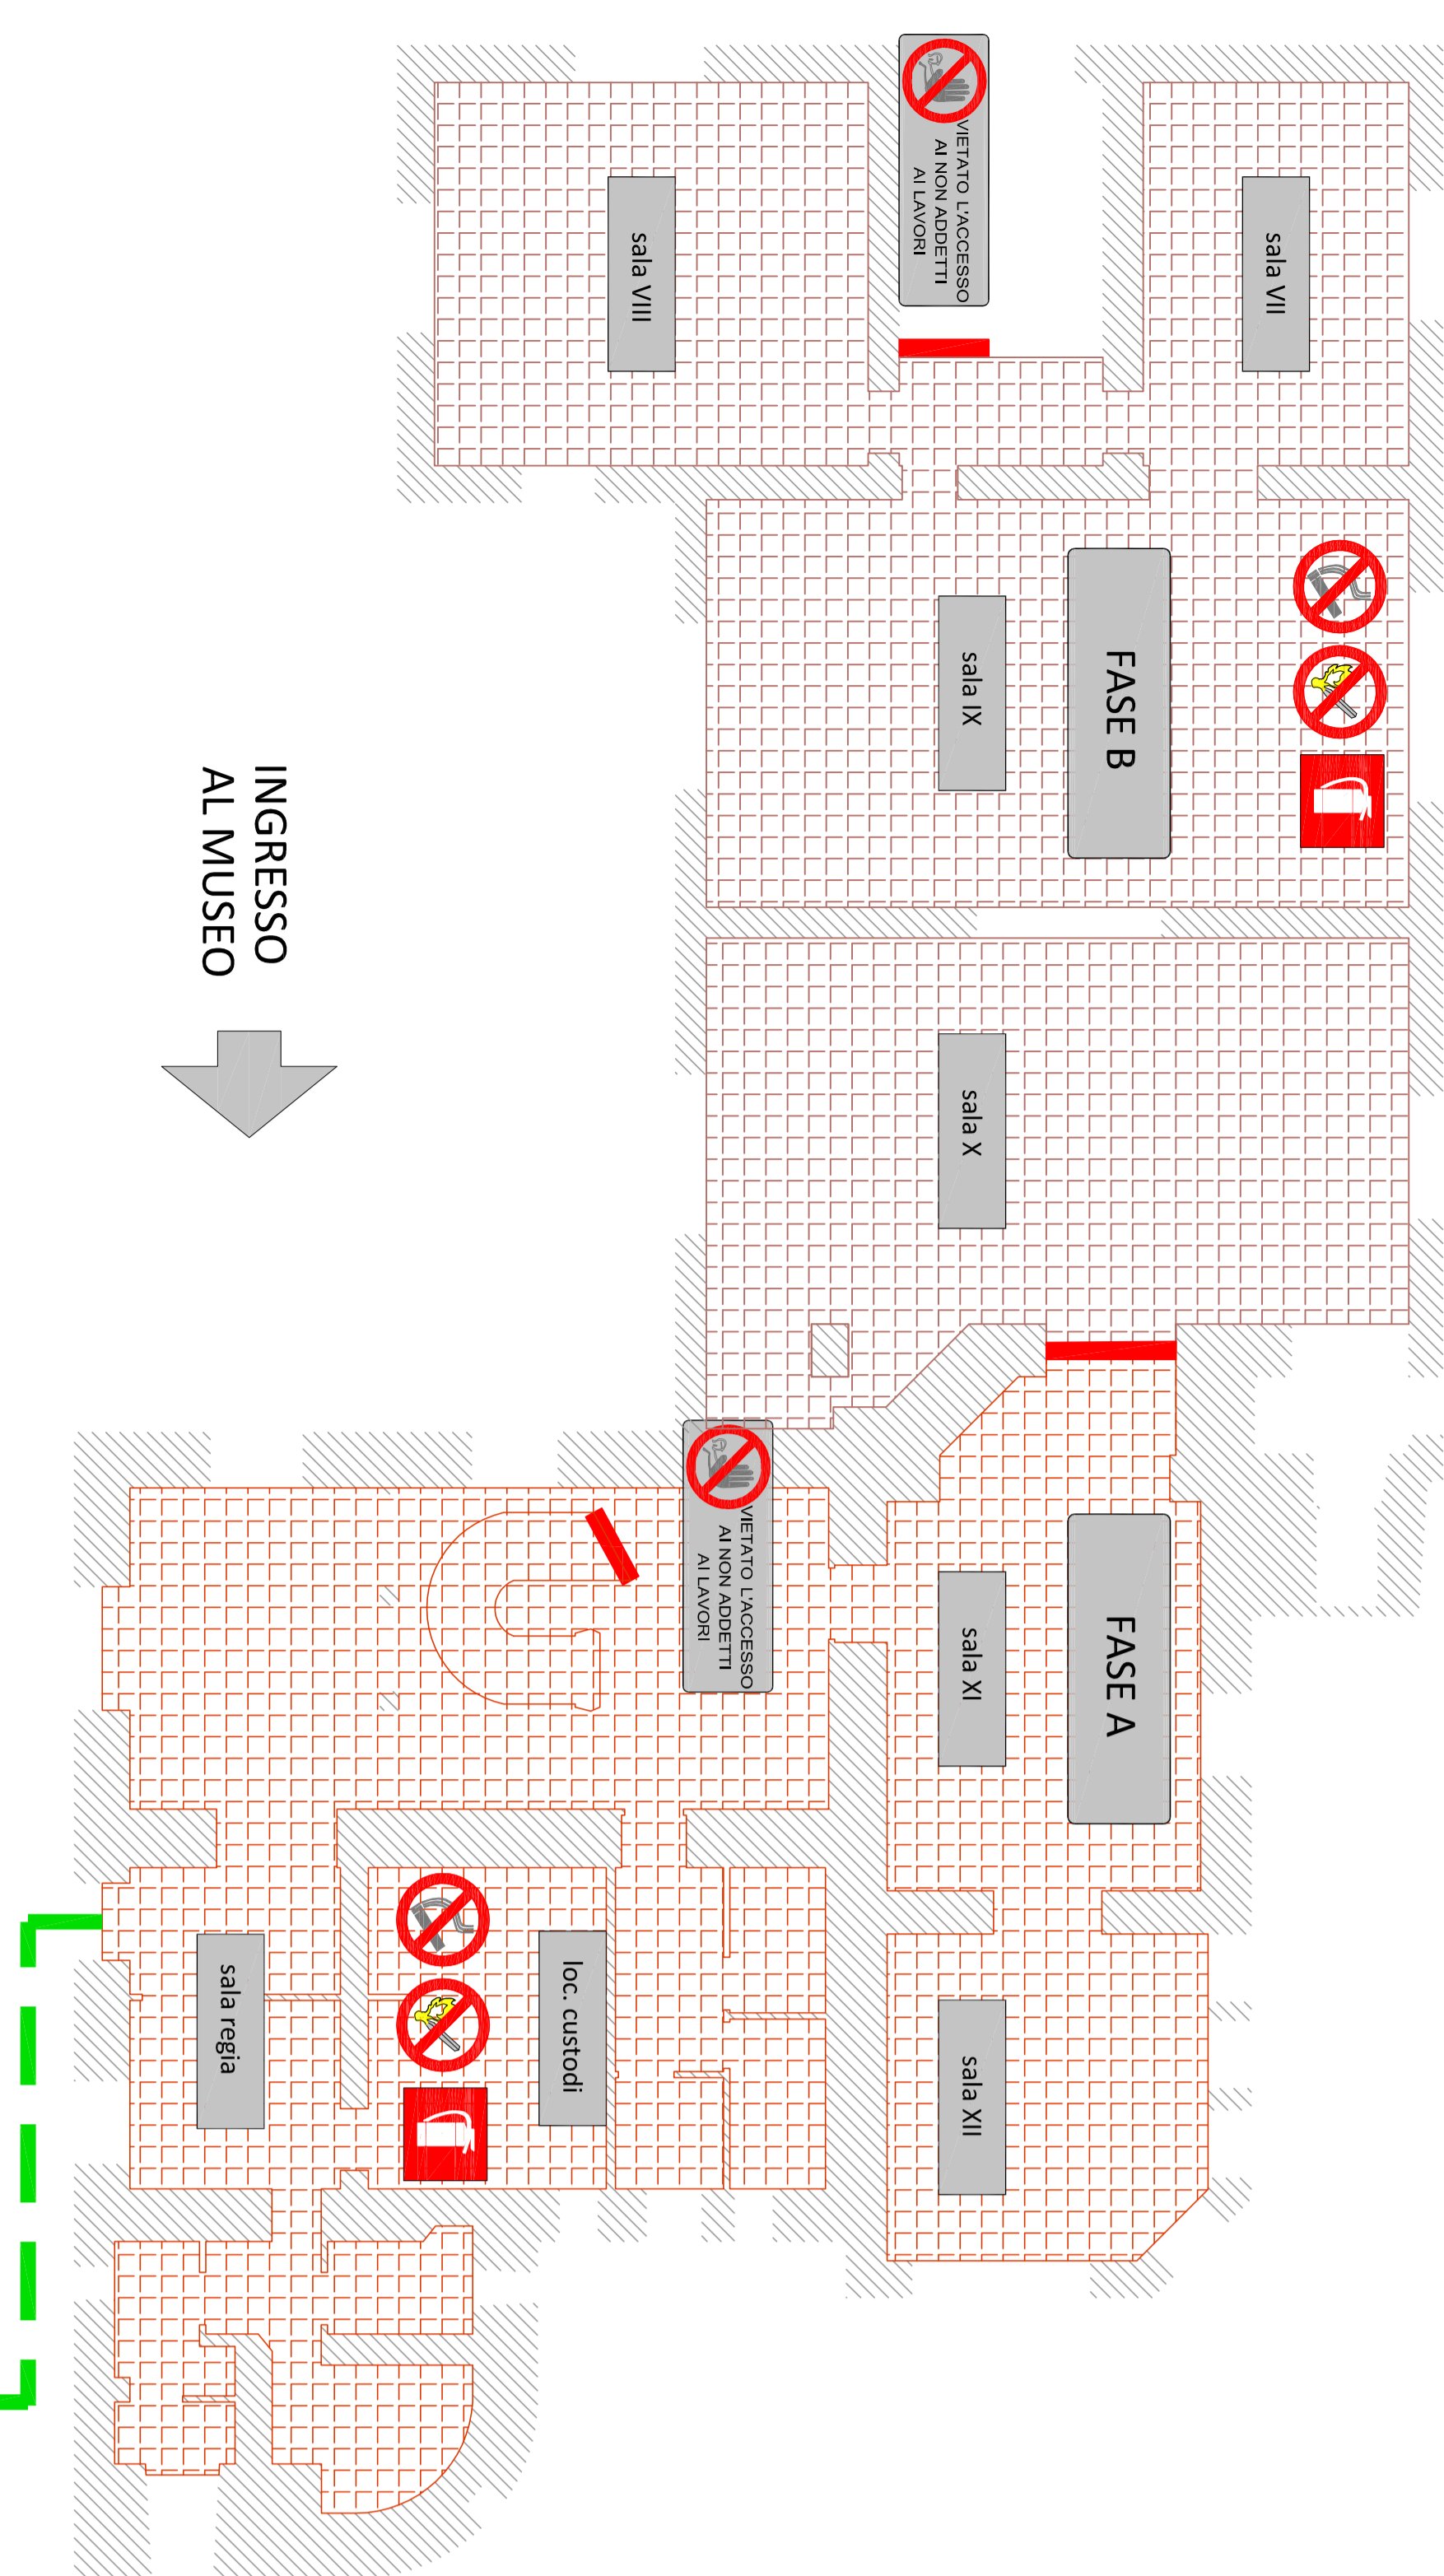 VIETATO L'ACCESSO
AI NON ADDETTI
AI LAVORI
sala VII
sala VIII
FASE B
sala IX
INGRESSO
AL MUSEO
sala X
VIETATO L'ACCESSO
AI NON ADDETTI
AI LAVORI
FASE A
sala XI
loc. custodi
sala regia
sala XII